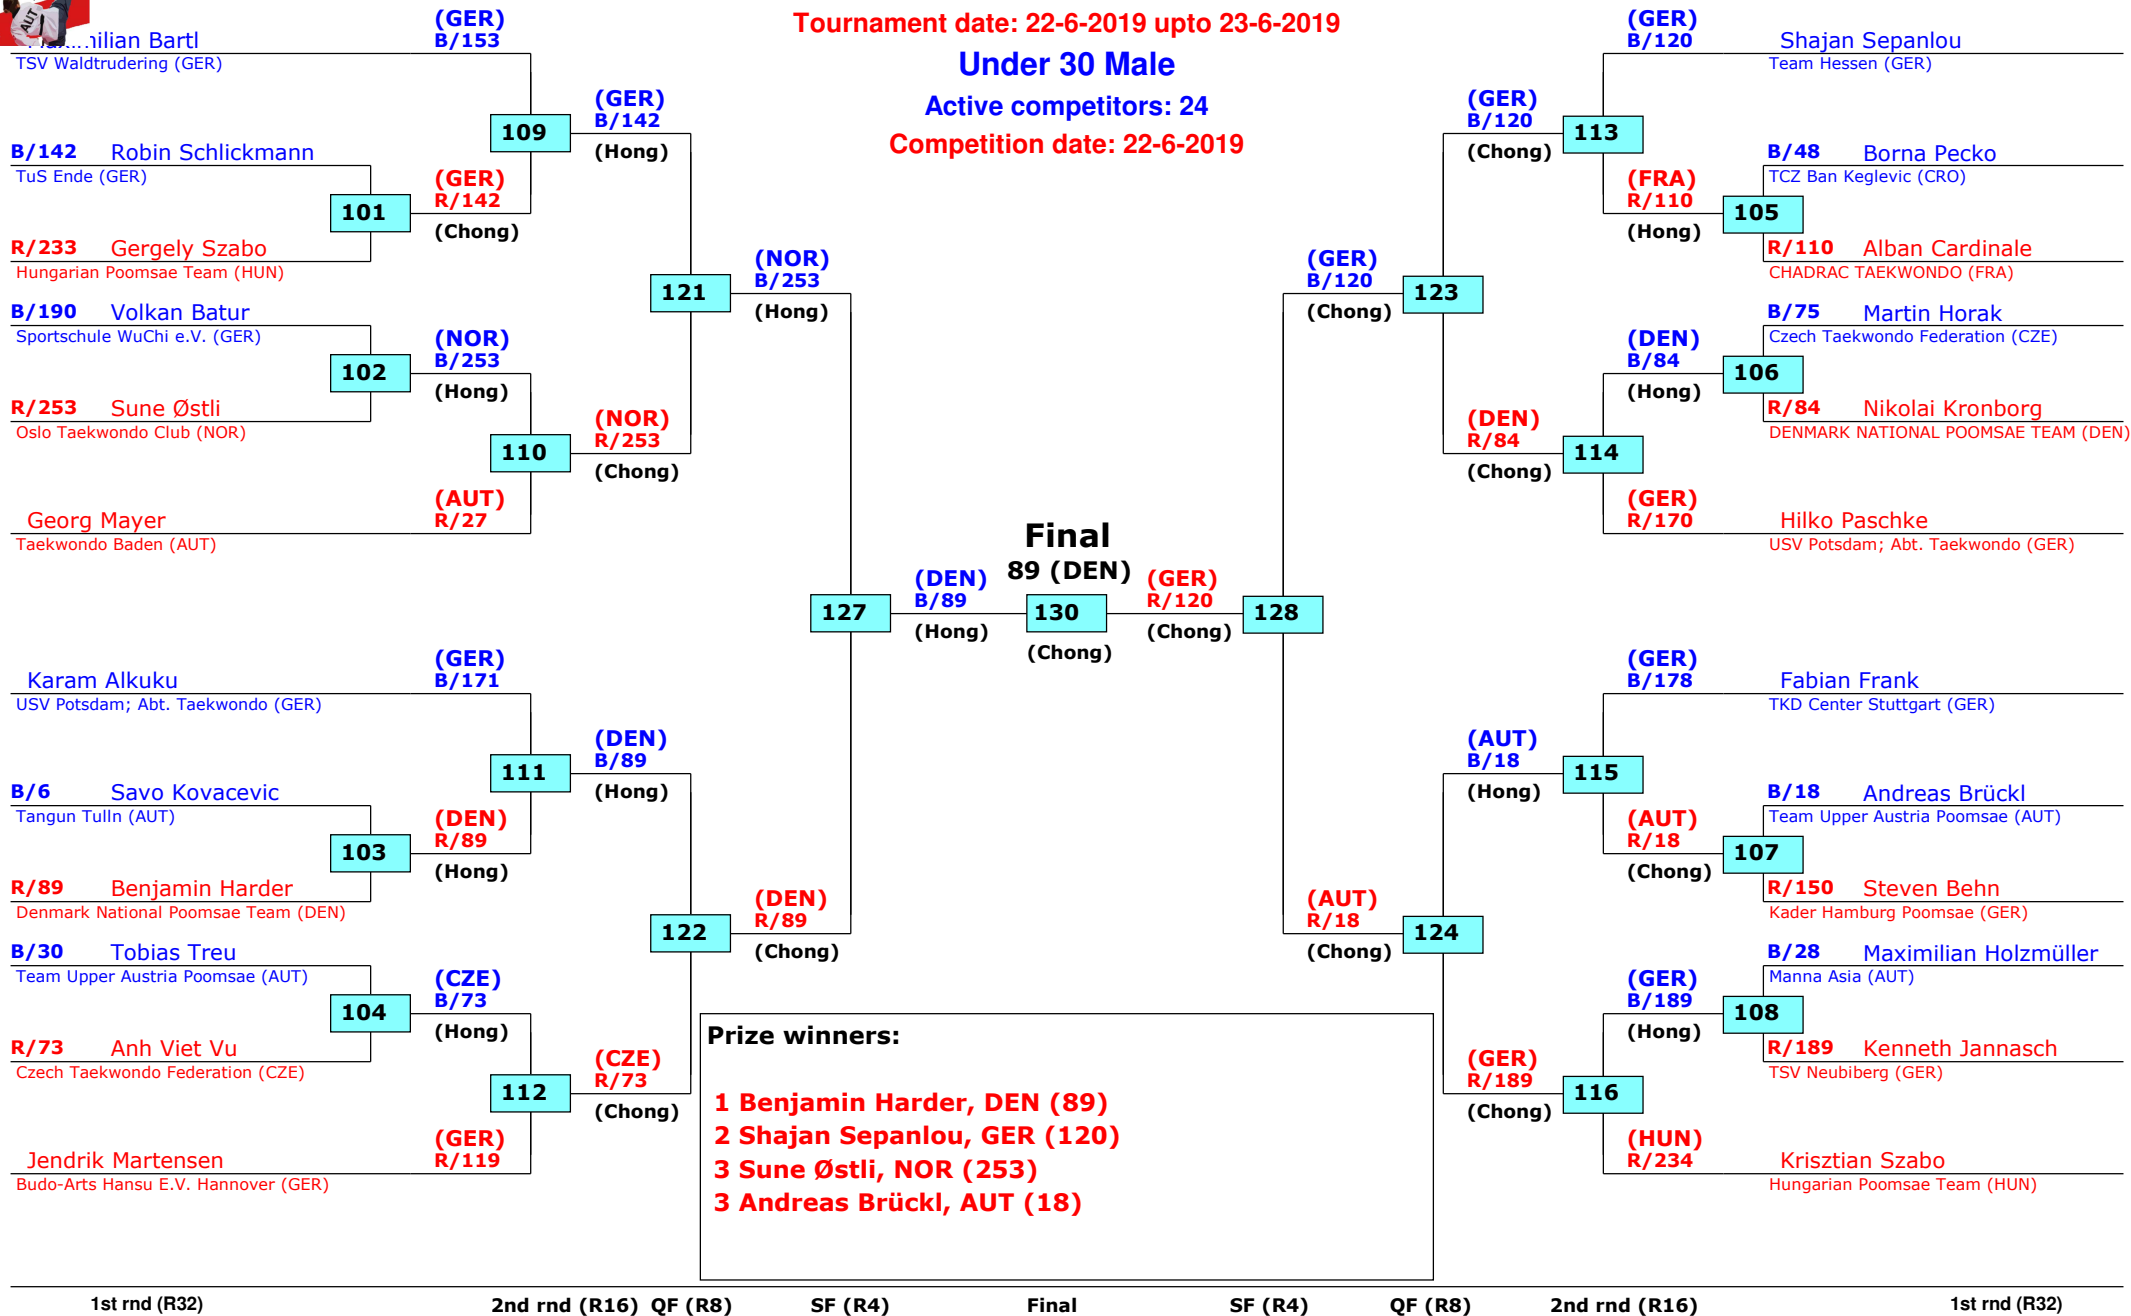 Tournament date: 22-6-2019 upto 23-6-2019
Under 30 Male
Active competitors: 24
Competition date: 22-6-2019
AUT
Bartl
TSV Waldtrudering (GER)
(GER)
B/153
B/142 Robin Schlickmann
TuS Ende (GER)
101
R/233 Gergely Szabo
Hungarian Poomsae Team (HUN)
(GER)
R/142
(Chong)
109
(GER)
B/142
(Hong)
B/190 Volkan Batur
Sportschule WuChi e.V. (GER)
102
R/253 Sune Østli
Oslo Taekwondo Club (NOR)
(NOR)
B/253
(Hong)
110
(NOR)
R/253
(Chong)
Georg Mayer
Taekwondo Baden (AUT)
(AUT)
R/27
121
(NOR)
B/253
(Hong)
Karam Alkuku
USV Potsdam; Abt. Taekwondo (GER)
(GER)
B/171
B/6 Savo Kovacevic
Tangun Tulln (AUT)
103
R/89 Benjamin Harder
Denmark National Poomsae Team (DEN)
(DEN)
R/89
(Hong)
111
(DEN)
B/89
(Hong)
B/30 Tobias Treu
Team Upper Austria Poomsae (AUT)
104
R/73 Anh Viet Vu
Czech Taekwondo Federation (CZE)
(CZE)
B/73
(Hong)
112
(CZE)
R/73
(Chong)
Jendrik Martensen
Budo-Arts Hansu E.V. Hannover (GER)
(GER)
R/119
122
(DEN)
R/89
(Chong)
127
(DEN)
B/89
(Hong)
Final
89 (DEN)
130
(Chong)
(GER)
R/120
(Chong)
128
(GER)
B/120
(Chong)
123
(GER)
B/120
(Chong)
113
(GER)
B/120
Shajan Sepanlou
Team Hessen (GER)
(FRA)
R/110
(Hong)
105
B/48 Borna Pecko
TCZ Ban Keglevic (CRO)
R/110 Alban Cardinale
CHADRAC TAEKWONDO (FRA)
(DEN)
R/84
(Chong)
114
(DEN)
B/84
(Hong)
106
B/75 Martin Horak
Czech Taekwondo Federation (CZE)
R/84 Nikolai Kronborg
DENMARK NATIONAL POOMSAE TEAM (DEN)
(GER)
R/170
Hilko Paschke
USV Potsdam; Abt. Taekwondo (GER)
(AUT)
R/18
(Chong)
124
(AUT)
B/18
(Hong)
115
(GER)
B/178
Fabian Frank
TKD Center Stuttgart (GER)
(AUT)
R/18
(Chong)
107
B/18 Andreas Brückl
Team Upper Austria Poomsae (AUT)
R/150 Steven Behn
Kader Hamburg Poomsae (GER)
(GER)
R/189
(Chong)
116
(GER)
B/189
(Hong)
108
B/28 Maximilian Holzmüller
Manna Asia (AUT)
R/189 Kenneth Jannasch
TSV Neubiberg (GER)
(HUN)
R/234
Krisztian Szabo
Hungarian Poomsae Team (HUN)
Prize winners:
1 Benjamin Harder, DEN (89)
2 Shajan Sepanlou, GER (120)
3 Sune Østli, NOR (253)
3 Andreas Brückl, AUT (18)
1st rnd (R32) 2nd rnd (R16) QF (R8) SF (R4) Final SF (R4) QF (R8) 2nd rnd (R16) 1st rnd (R32)